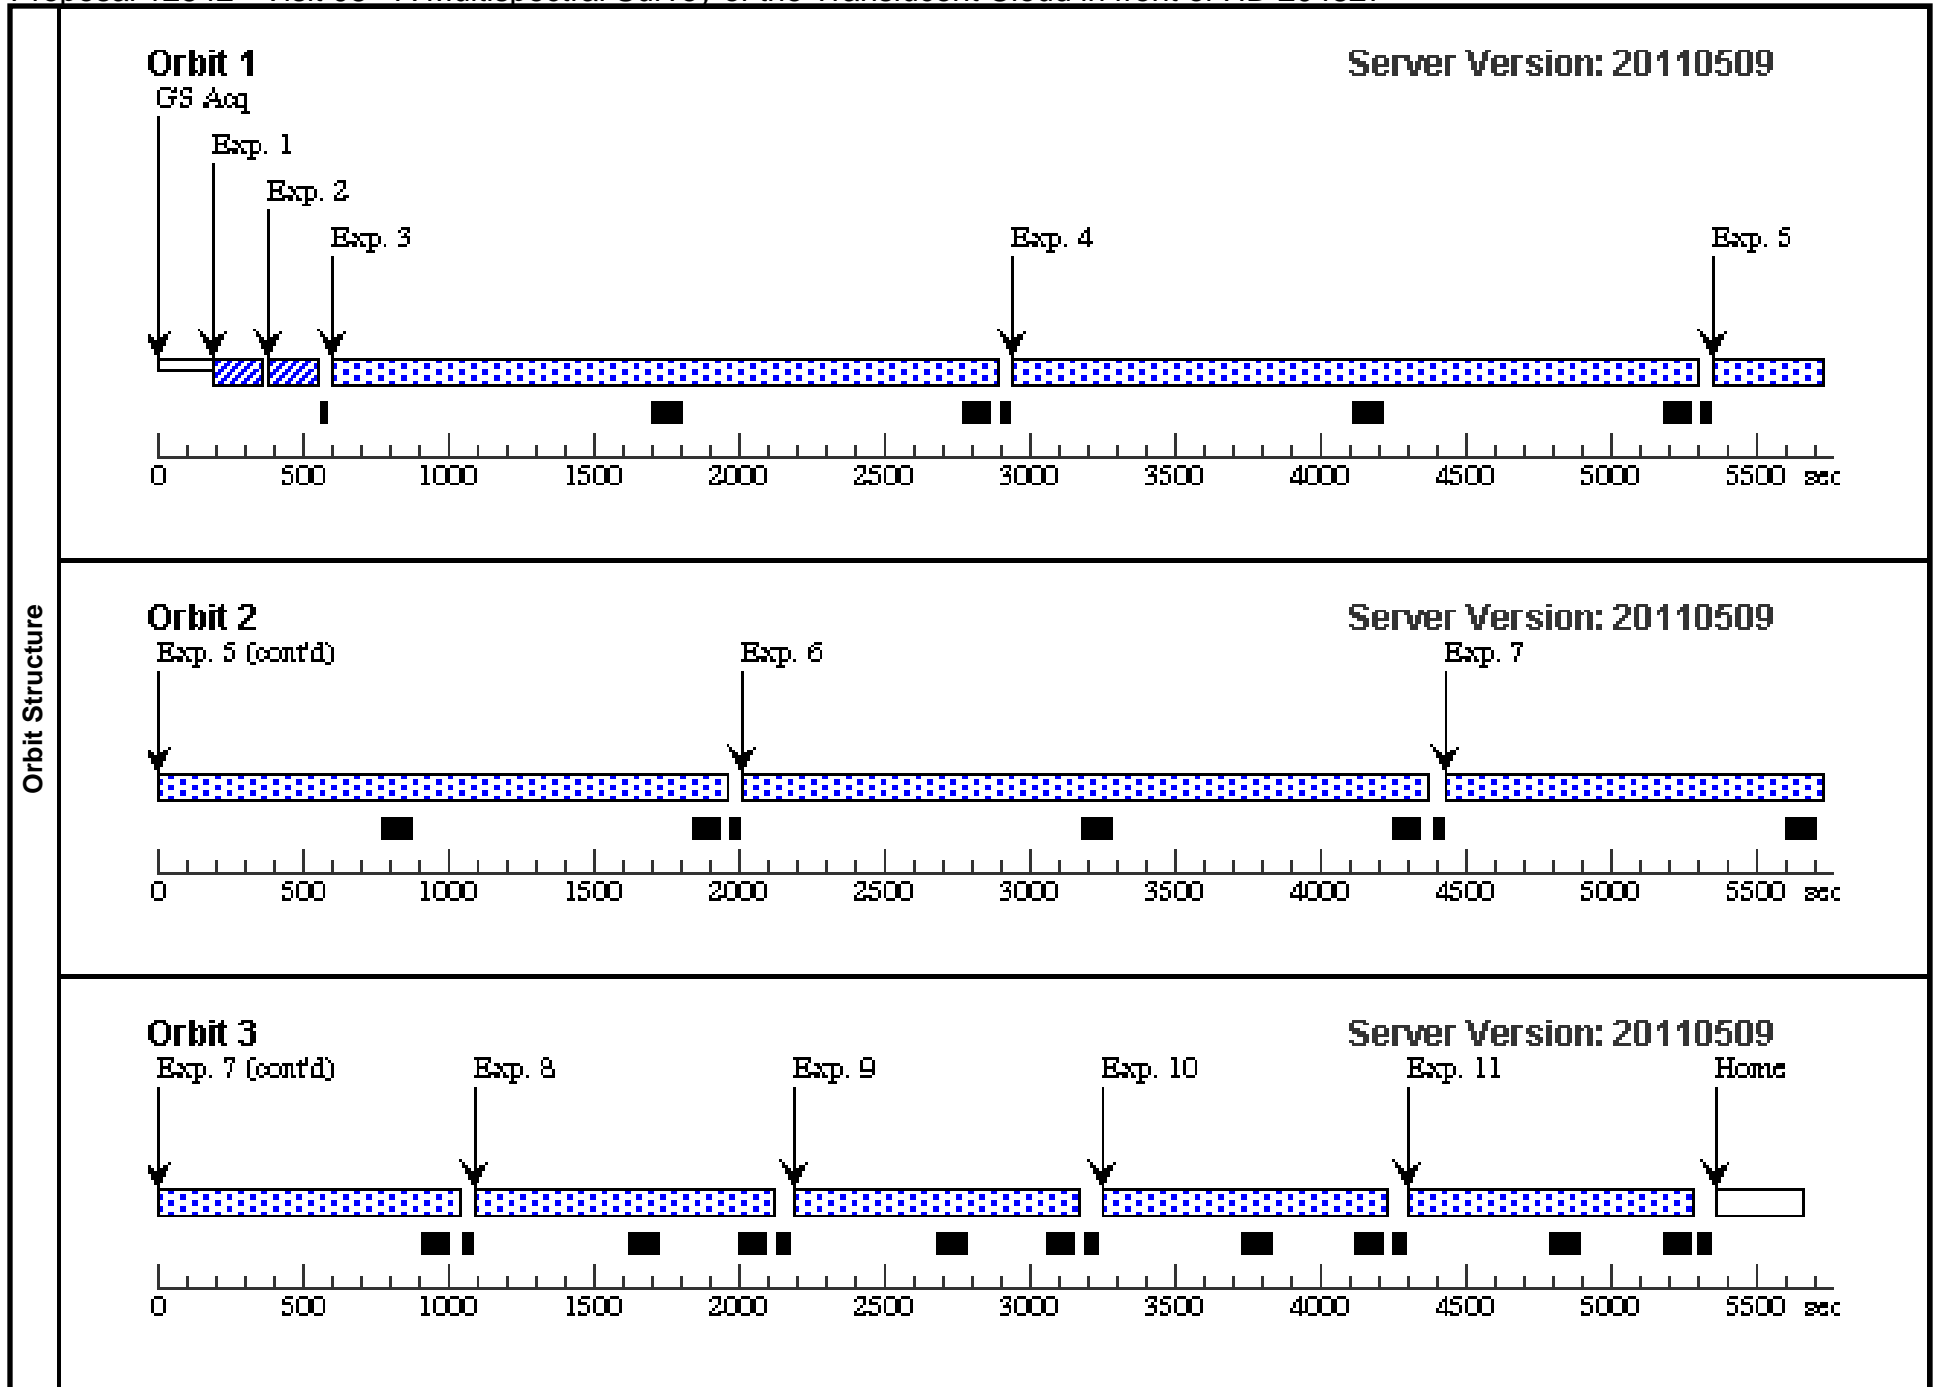 Orbit Structure
Orbit 1 Server Version: 20110509
GS Acq
Exp. 1
Exp. 2
Exp. 3 Exp. 4 Exp. 5
0 500 1000 1500 2000 2500 3000 3500 4000 4500 5000 5500 sec
Orbit 2 Server Version: 20110509
Exp. 5 (cont'd) Exp. 6 Exp. 7
0 500 1000 1500 2000 2500 3000 3500 4000 4500 5000 5500 sec
Orbit 3 Server Version: 20110509
Exp. 7 (cont'd) Exp. 8 Exp. 9 Exp. 10 Exp. 11 Home
0 500 1000 1500 2000 2500 3000 3500 4000 4500 5000 5500 sec